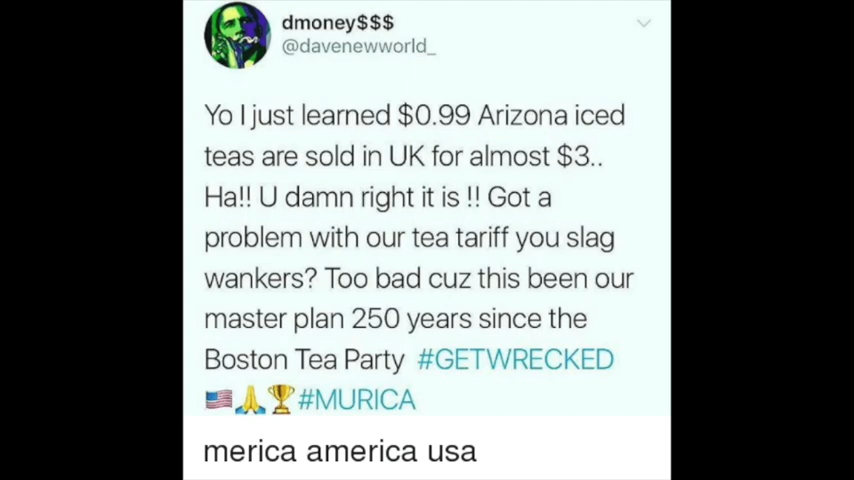 dmoney$$$
@davenewworld_
Yo I just learned $0.99 Arizona iced
teas are sold in UK for almost $3..
Ha!! U damn right it is !! Got a
problem with our tea tariff you slag
wankers? Too bad cuz this been our
master plan 250 years since the
Boston Tea Party #GETWRECKED
🇺🇸🙏🏆#MURICA
merica america usa